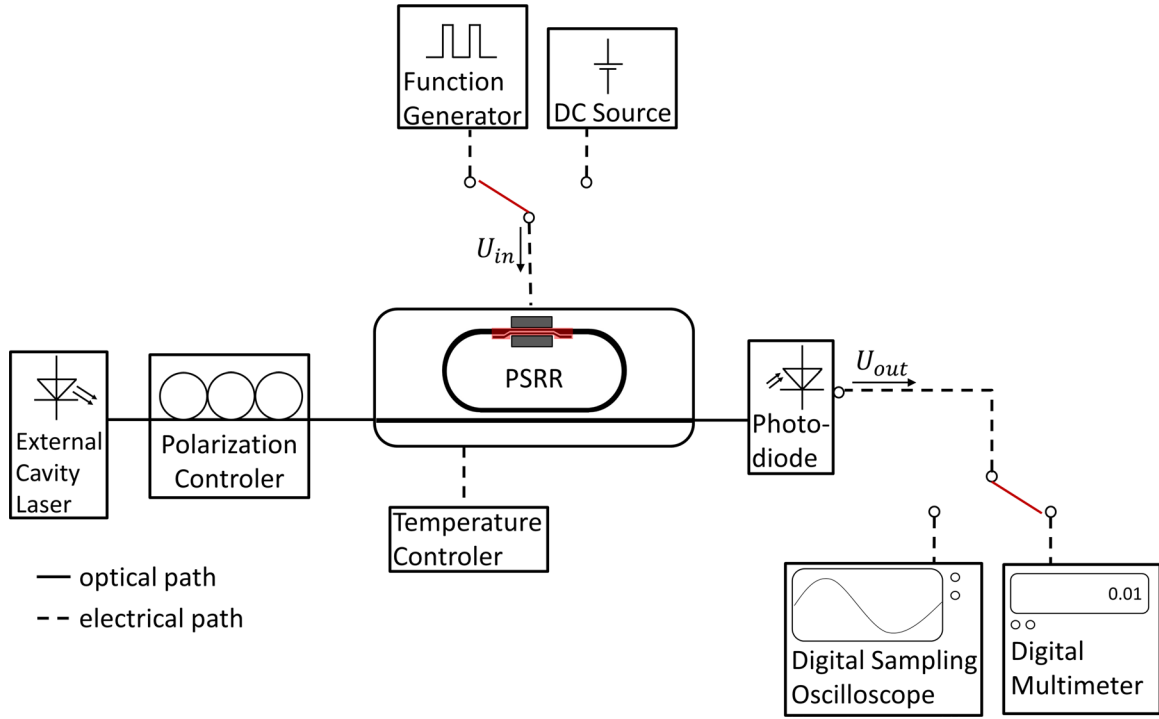 Function
Generator
DC Source
U_in
PSRR
External
Cavity
Laser
Polarization
Controler
Temperature
Controler
Photo-
diode
U_out
optical path
electrical path
Digital Sampling
Oscilloscope
0.01
Digital
Multimeter